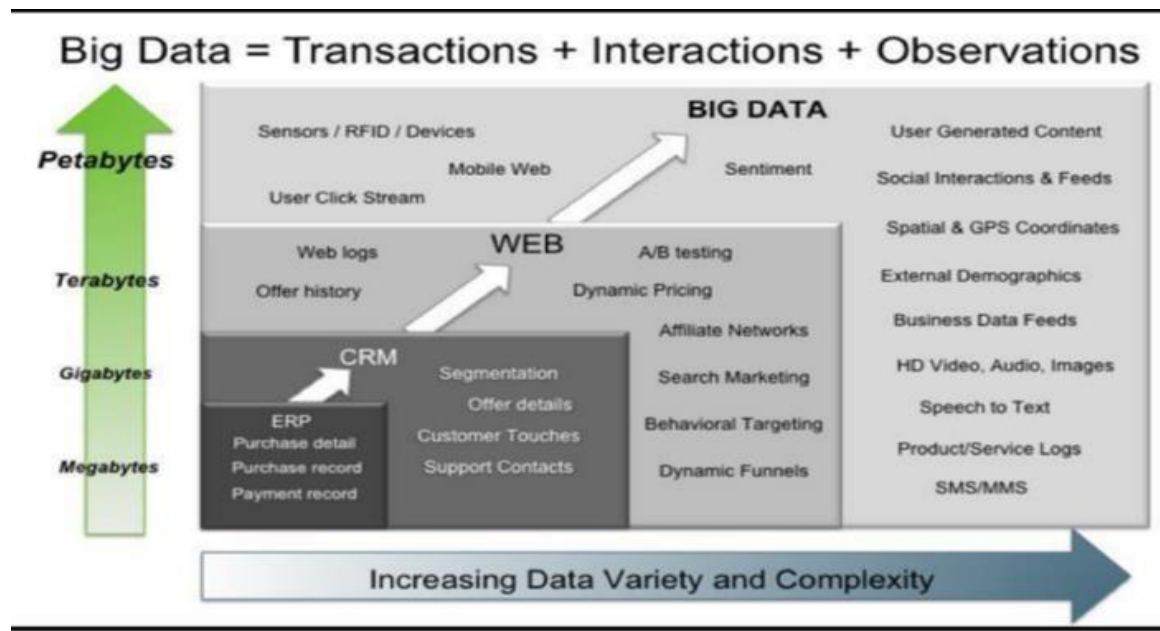 Big Data = Transactions + Interactions + Observations
Petabytes
Terabytes
Gigabytes
Megabytes
BIG DATA
Sensors / RFID / Devices
Mobile Web
User Click Stream
Sentiment
User Generated Content
Social Interactions & Feeds
Spatial & GPS Coordinates
External Demographics
Business Data Feeds
HD Video, Audio, Images
Speech to Text
Product/Service Logs
SMS/MMS
WEB
Web logs
Offer history
A/B testing
Dynamic Pricing
Affiliate Networks
Search Marketing
Behavioral Targeting
Dynamic Funnels
CRM
Segmentation
Offer details
Customer Touches
Support Contacts
ERP
Purchase detail
Purchase record
Payment record
Increasing Data Variety and Complexity